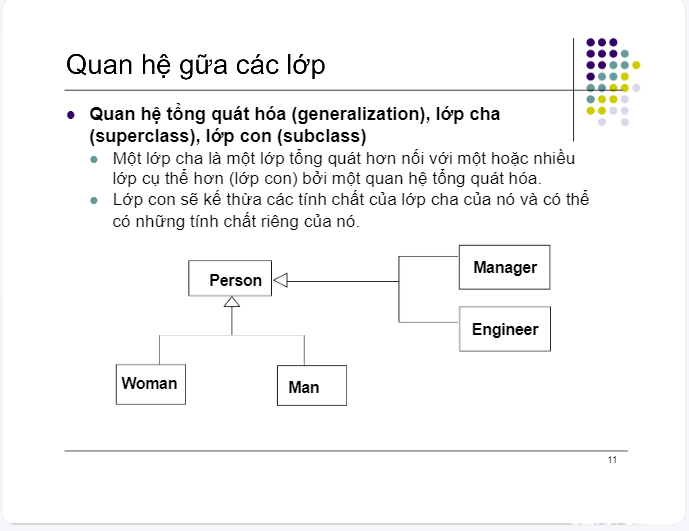 Quan hệ gữa các lớp
Quan hệ tổng quát hóa (generalization), lớp cha
(superclass), lớp con (subclass)
Một lớp cha là một lớp tổng quát hơn nối với một hoặc nhiều
lớp cụ thể hơn (lớp con) bởi một quan hệ tổng quát hóa.
Lớp con sẽ kế thừa các tính chất của lớp cha của nó và có thể
có những tính chất riêng của nó.
Person
Manager
Engineer
Woman
Man
11